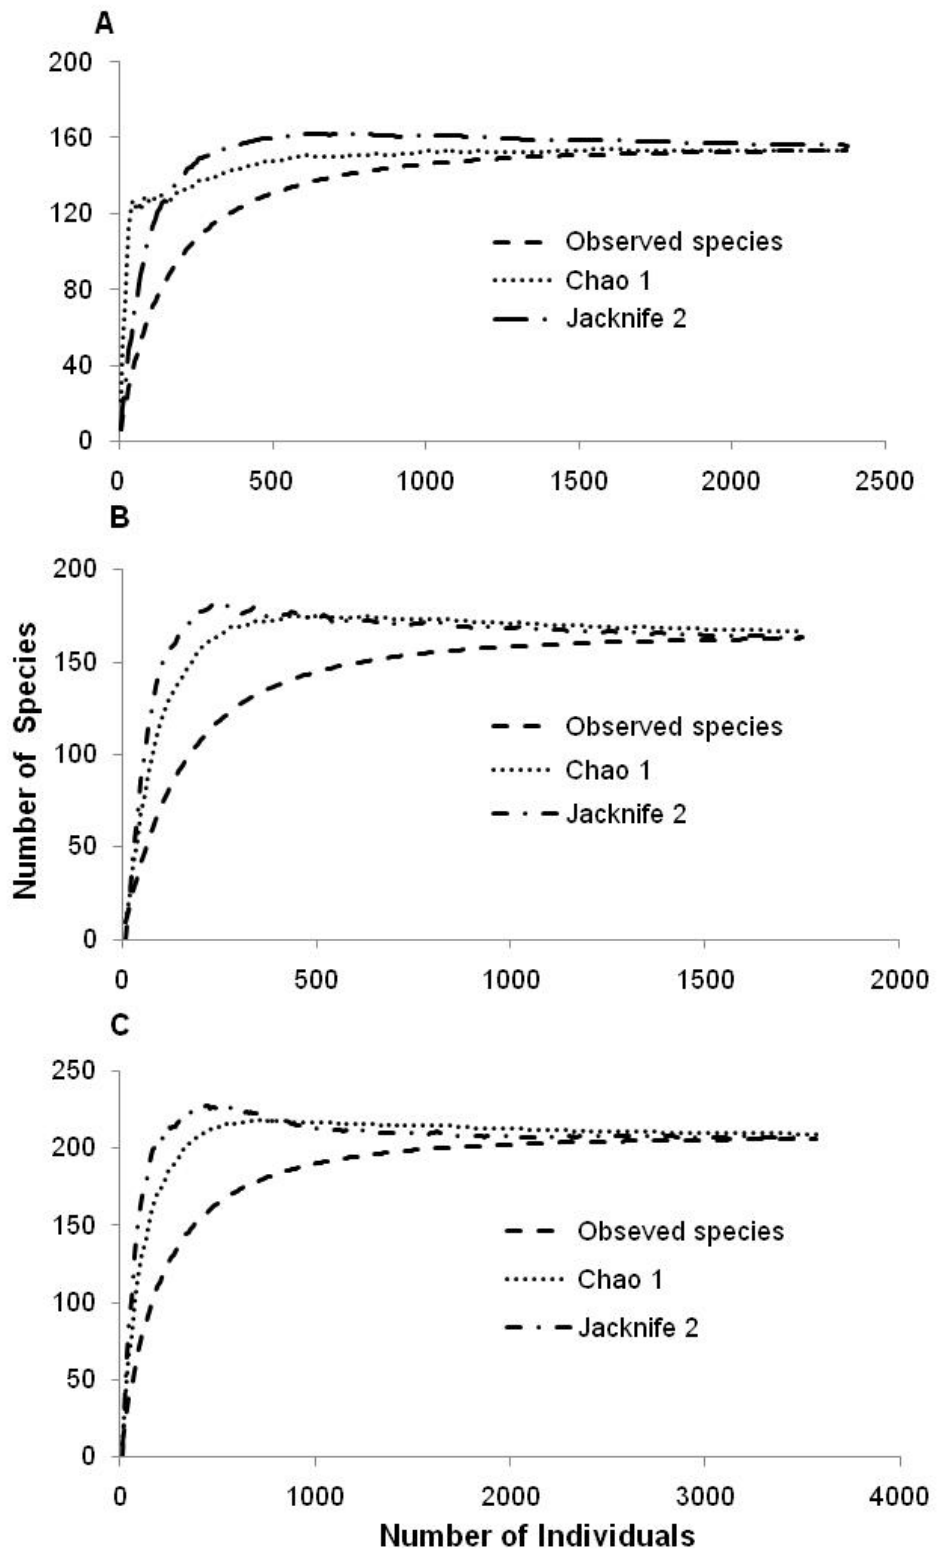 A
200
160
120
80
40
0
Observed species
Chao 1
Jacknife 2
0 500 1000 1500 2000 2500
B
Number of Species
200
150
100
50
0
Observed species
Chao 1
Jacknife 2
0 500 1000 1500 2000
C
250
200
150
100
50
0
Obseved species
Chao 1
Jacknife 2
0 1000 2000 3000 4000
Number of Individuals